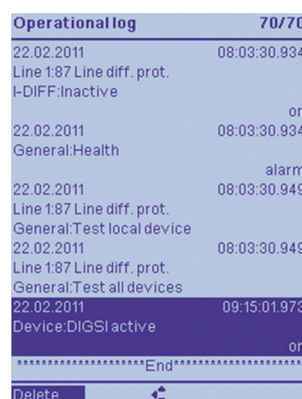 Operational log 70/70
22.02.2011 08:03:30.934
Line 1:87 Line diff. prot.
I-DIFF:Inactive
on
22.02.2011 08:03:30.934
General:Health
alarm
22.02.2011 08:03:30.949
Line 1:87 Line diff. prot.
General:Test local device
22.02.2011 08:03:30.949
Line 1:87 Line diff. prot.
General:Test all devices
22.02.2011 09:15:01.973
Device:DIGSI active
on
*********************End*********************
Delete